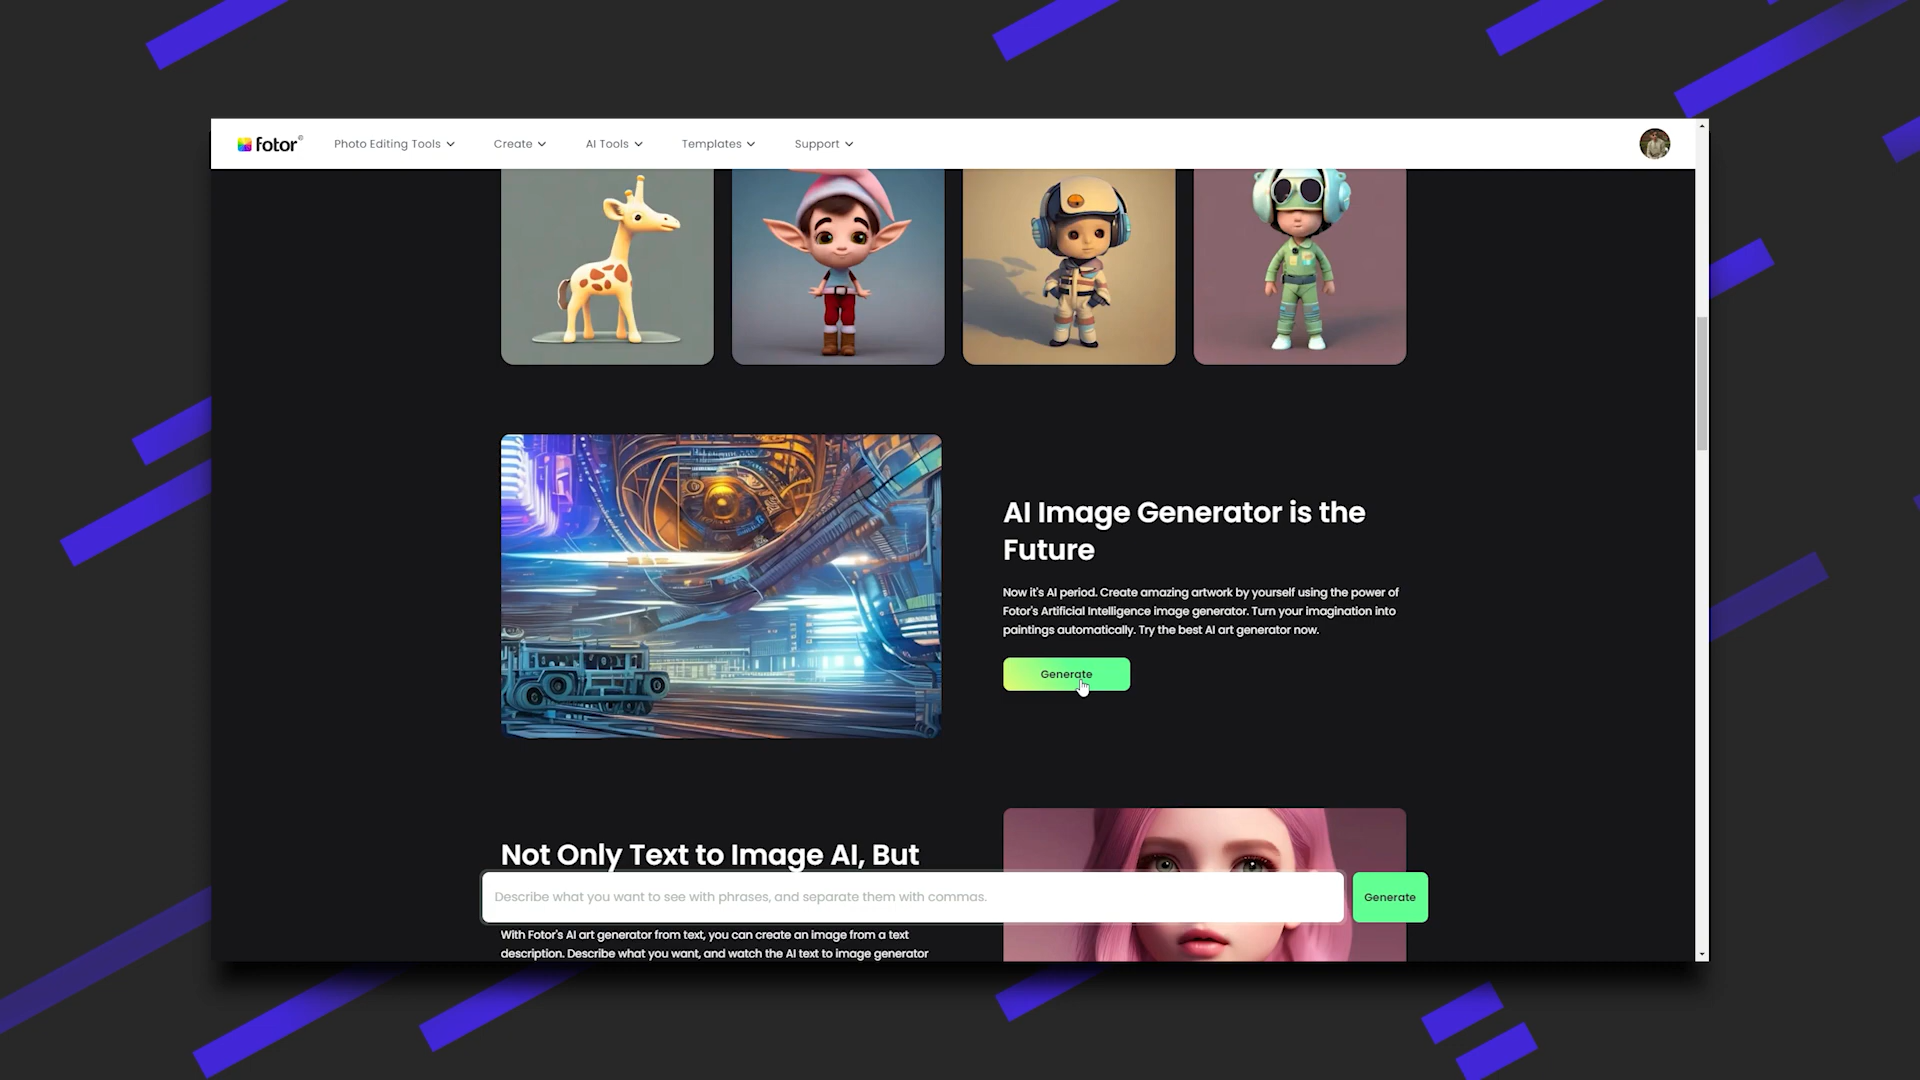 fotor
Photo Editing Tools
Create
AI Tools
Templates
Support
AI Image Generator is the
Future
Now it's AI period. Create amazing artwork by yourself using the power of
Fotor's Artificial Intelligence image generator. Turn your imagination into
paintings automatically. Try the best AI art generator now.
Generate
Not Only Text to Image AI, But
Describe what you want to see with phrases, and separate them with commas.
Generate
With Fotor's AI art generator from text, you can create an image from a text
description. Describe what you want, and watch the AI text to image generator